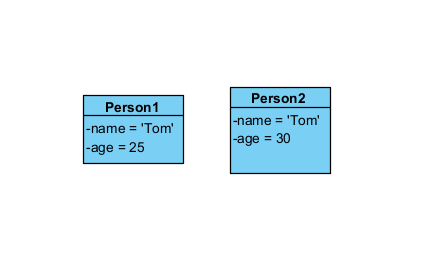 Person1
-name = 'Tom'
-age = 25
Person2
-name = 'Tom'
-age = 30